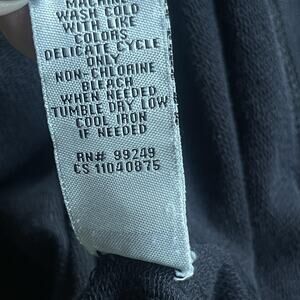 MACHINE
WASH COLD
WITH LIKE
COLORS
DELICATE CYCLE
ONLY
NON-CHLORINE
BLEACH
WHEN NEEDED
TUMBLE DRY LOW
COOL IRON
IF NEEDED
RN# 99249
CS 11040875